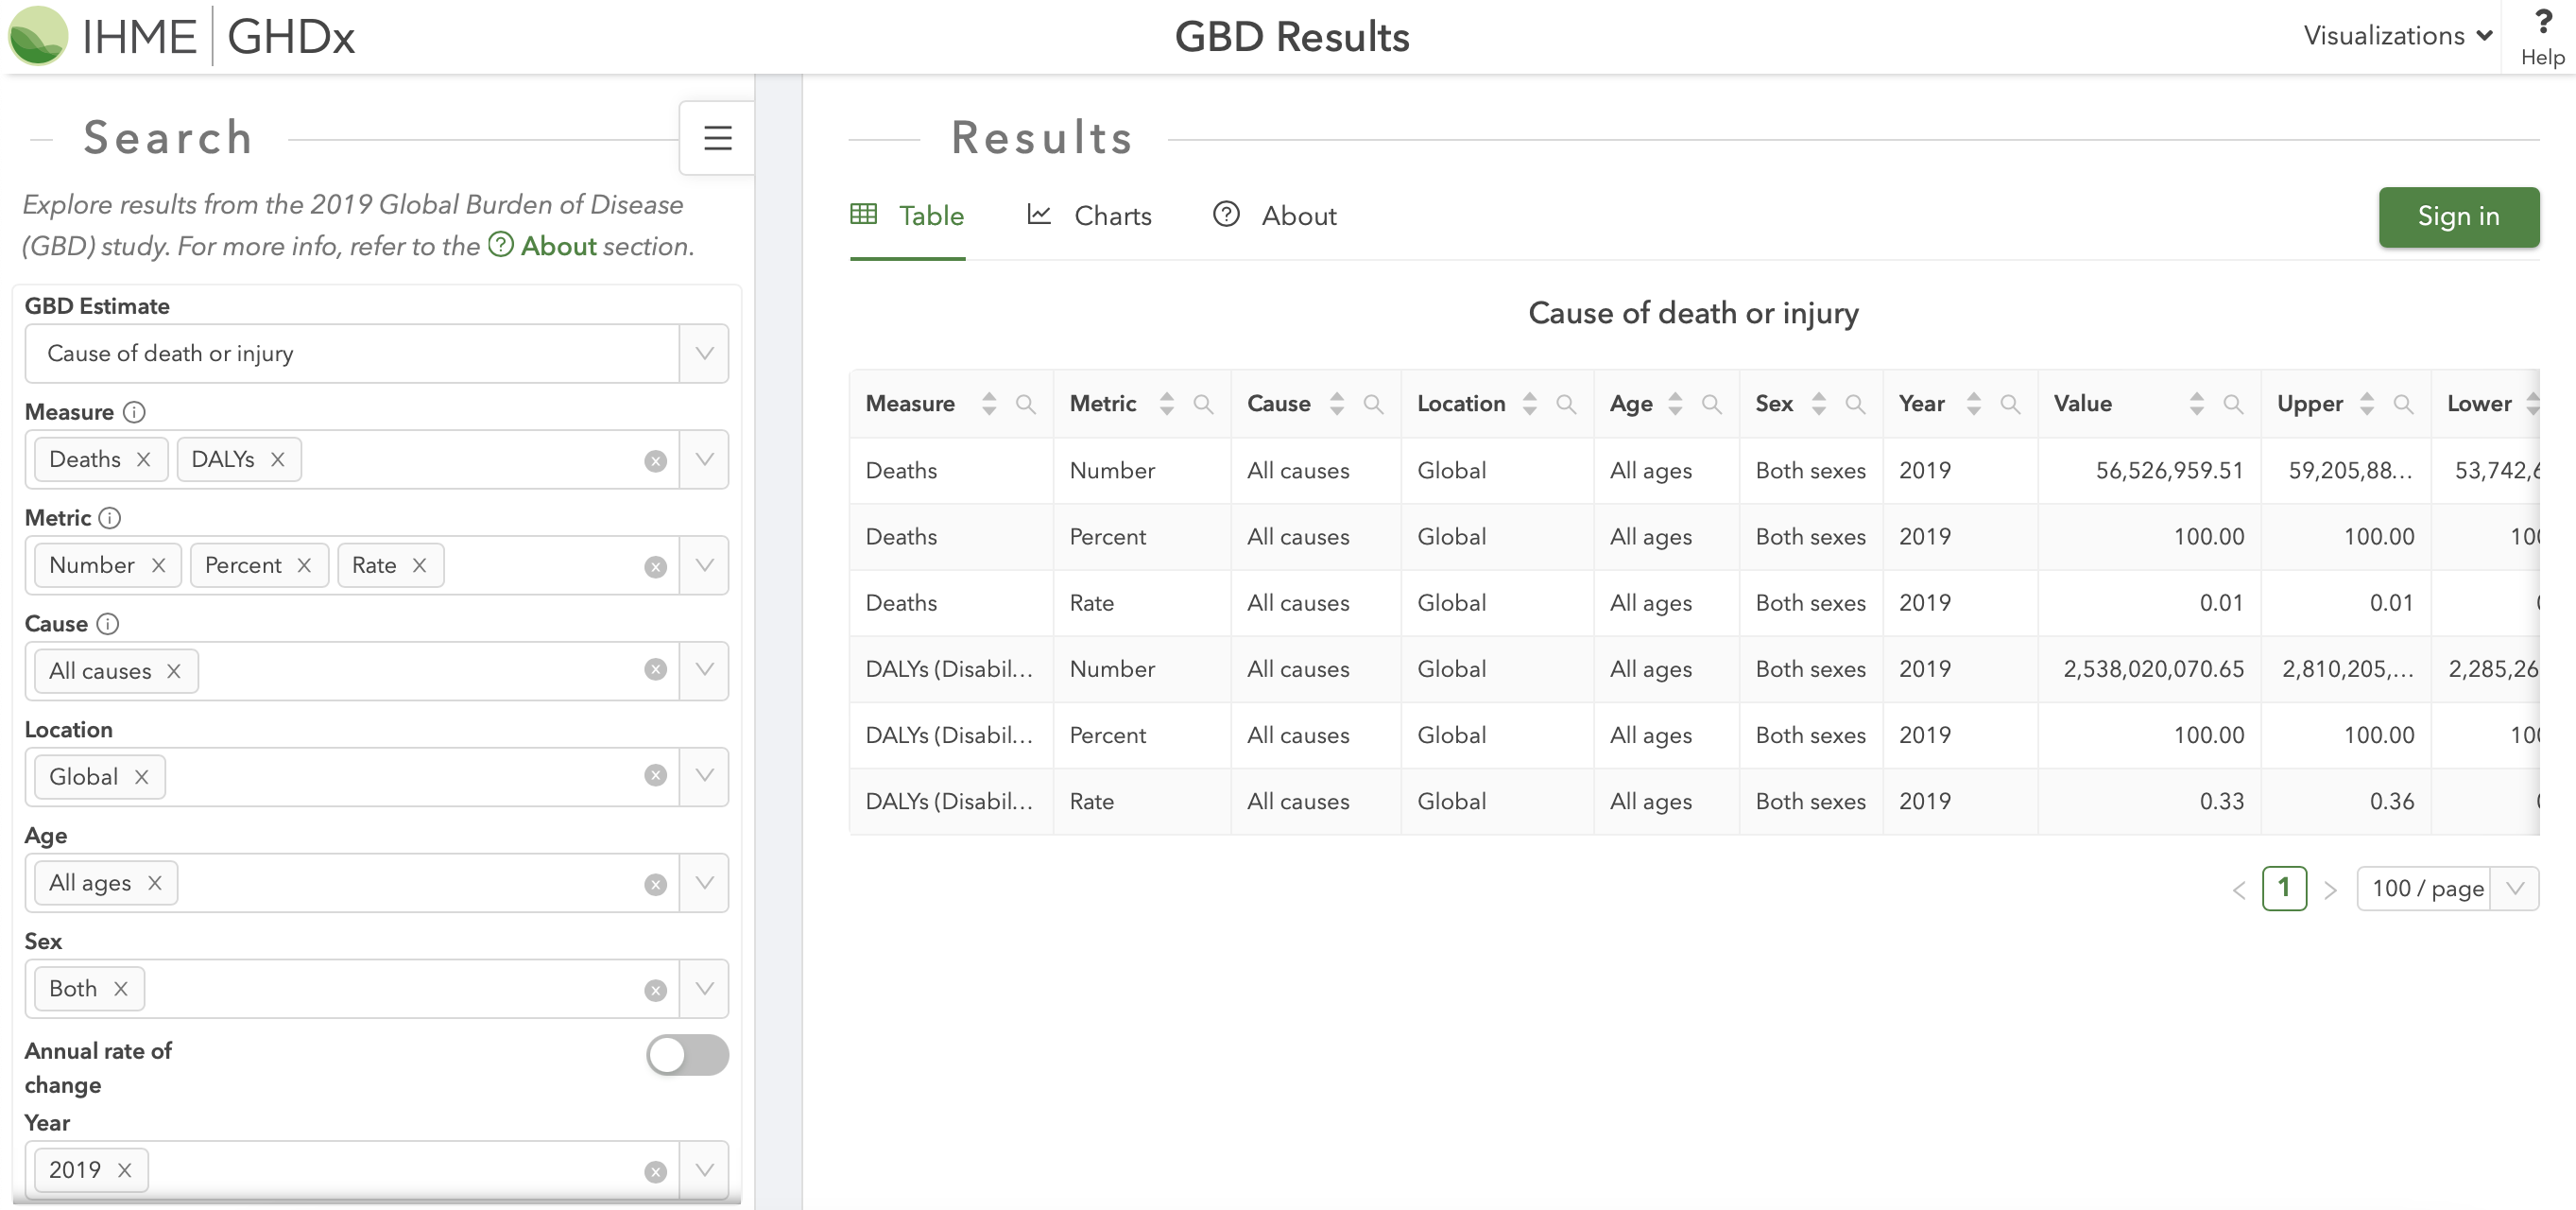 IHME | GHDx
GBD Results
Visualizations
?
Help
Search
Explore results from the 2019 Global Burden of Disease
(GBD) study. For more info, refer to the ? About section.
GBD Estimate
Cause of death or injury
Measure i
Deaths X DALYs X
Metric i
Number X Percent X Rate X
Cause i
All causes X
Location
Global X
Age
All ages X
Sex
Both X
Annual rate of
change
Year
2019 X
Results
Table Charts ? About
Sign in
Cause of death or injury
Measure Metric Cause Location Age Sex Year Value Upper Lower
Deaths Number All causes Global All ages Both sexes 2019 56,526,959.51 59,205,88... 53,742,6
Deaths Percent All causes Global All ages Both sexes 2019 100.00 100.00 100
Deaths Rate All causes Global All ages Both sexes 2019 0.01 0.01
DALYs (Disabil... Number All causes Global All ages Both sexes 2019 2,538,020,070.65 2,810,205,... 2,285,26
DALYs (Disabil... Percent All causes Global All ages Both sexes 2019 100.00 100.00 100
DALYs (Disabil... Rate All causes Global All ages Both sexes 2019 0.33 0.36
< 1 > 100 / page